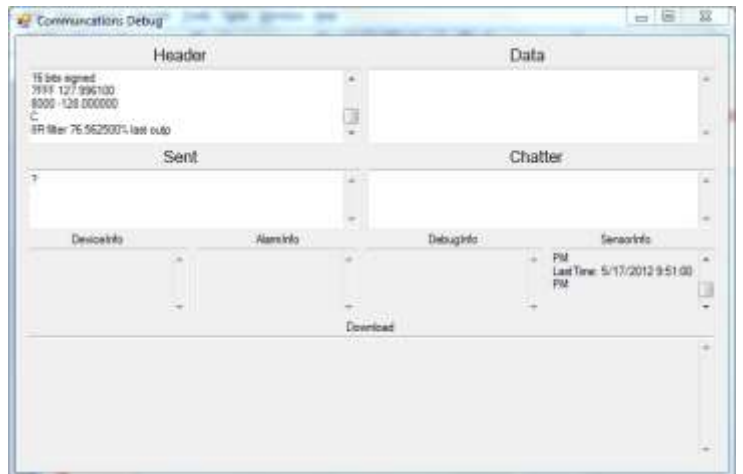 Communcations Debug
Header
Data
16 bits signed
7FFF 127.996100
8000 -128.000000
C
IIR filter 76.562500% last outp
Sent
Chatter
?
DeviceInfo
AlarmInfo
DebugInfo
SensorInfo
PM
Last Time: 5/17/2012 9:51:00
PM
Download